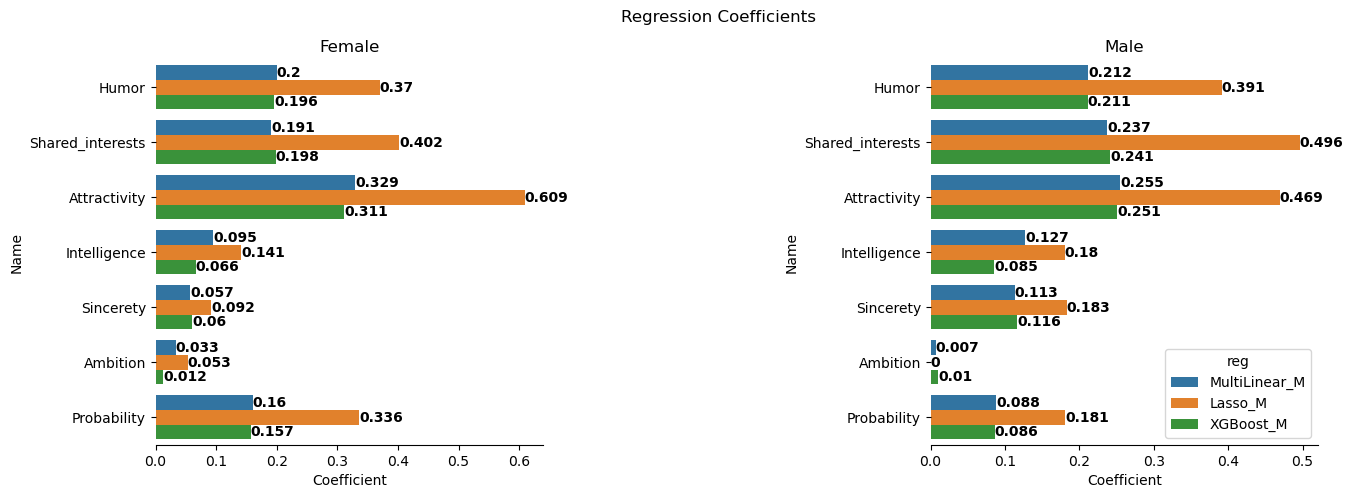 Regression Coefficients
Female
Name
Humor
0.2
0.37
0.196
Shared_interests
0.191
0.402
0.198
Attractivity
0.329
0.609
0.311
Intelligence
0.095
0.141
0.066
Sincerety
0.057
0.092
0.06
Ambition
0.033
0.053
0.012
Probability
0.16
0.336
0.157
0.0 0.1 0.2 0.3 0.4 0.5 0.6
Coefficient
Male
Name
Humor
0.212
0.391
0.211
Shared_interests
0.237
0.496
0.241
Attractivity
0.255
0.469
0.251
Intelligence
0.127
0.18
0.085
Sincerety
0.113
0.183
0.116
Ambition
0.007
0
0.01
Probability
0.088
0.181
0.086
0.0 0.1 0.2 0.3 0.4 0.5
Coefficient
reg
MultiLinear_M
Lasso_M
XGBoost_M